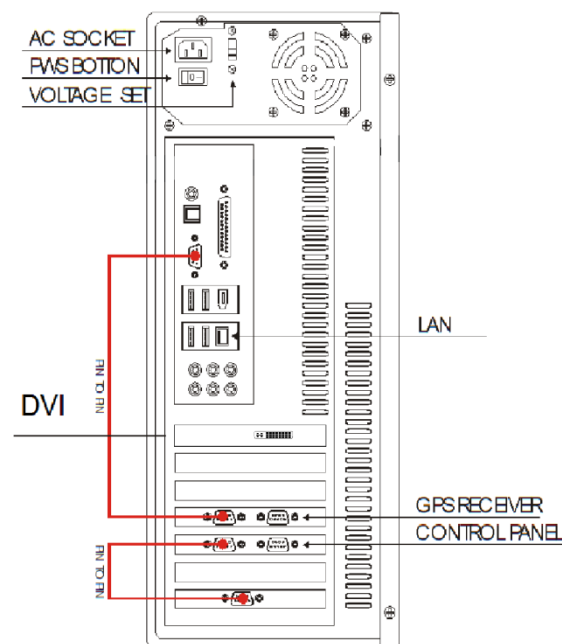 AC SOCKET
PWS BOTTON
VOLTAGE SET
LAN
PIN TO PIN
DVI
GPS RECEIVER
CONTROL PANEL
PIN TO PIN